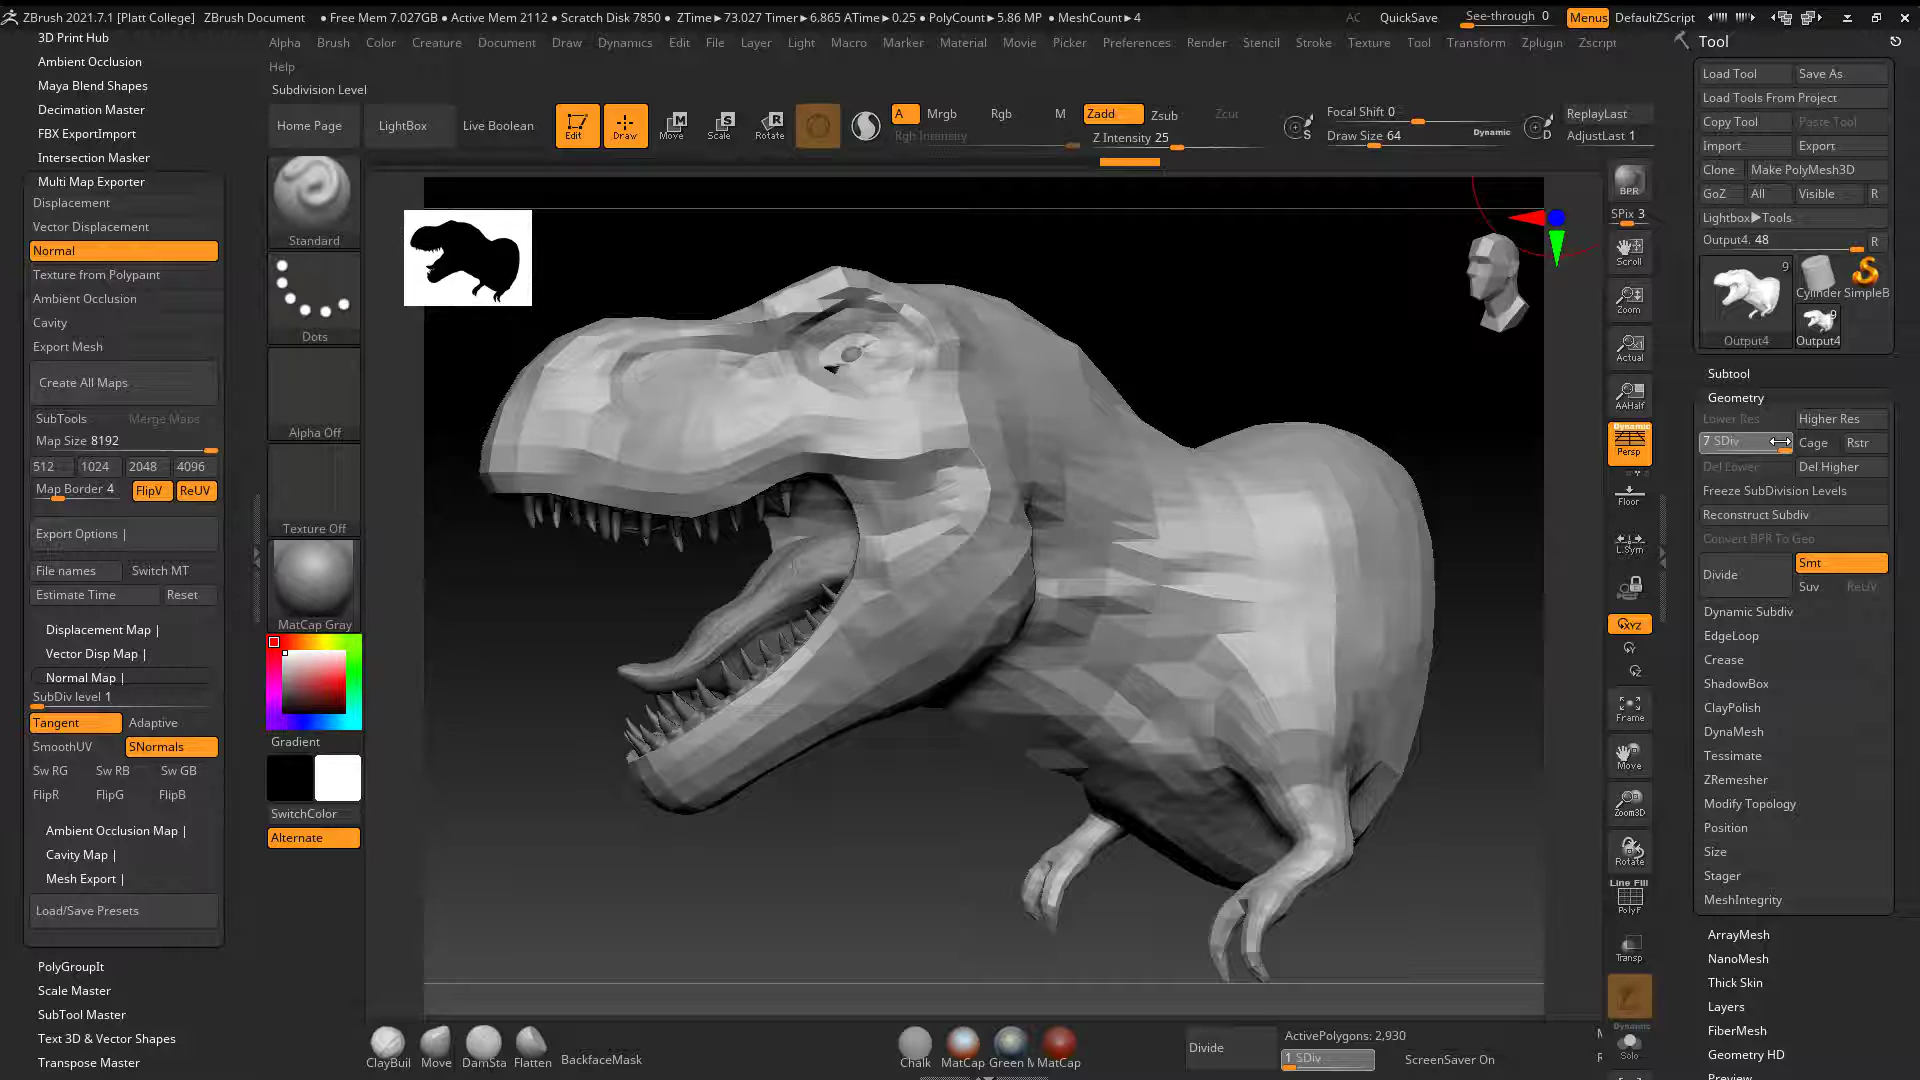 ZBrush 2021.7.1 [Platt College] ZBrush Document ● Free Mem 7.027GB ● Active Mem 2112 ● Scratch Disk 7850 ● ZTime►73.027 Timer►6.865 ATime►0.25 ● PolyCount►5.86 MP ● MeshCount►4 AC QuickSave See-through 0 Menus DefaultZScript
Alpha Brush Color Creature Document Draw Dynamics Edit File Layer Light Macro Marker Material Movie Picker Preferences Render Stencil Stroke Texture Tool Transform Zplugin Zscript
Help
Subdivision Level
Home Page LightBox Live Boolean Edit Draw Move Scale Rotate
A Mrgb Rgb M Zadd Zsub Zcut
Rgb Intensity Z Intensity 25
Focal Shift 0
Draw Size 64 Dynamic
ReplayLast
AdjustLast 1
3D Print Hub
Ambient Occlusion
Maya Blend Shapes
Decimation Master
FBX ExportImport
Intersection Masker
Multi Map Exporter
Displacement
Vector Displacement
Normal
Texture from Polypaint
Ambient Occlusion
Cavity
Export Mesh
Create All Maps
SubTools Merge Maps
Map Size 8192
512 1024 2048 4096
Map Border 4 FlipV ReUV
Export Options |
File names Switch MT
Estimate Time Reset
Displacement Map |
Vector Disp Map |
Normal Map |
SubDiv level 1
Tangent Adaptive
SmoothUV SNormals
Sw RG Sw RB Sw GB
FlipR FlipG FlipB
Ambient Occlusion Map |
Cavity Map |
Mesh Export |
Load/Save Presets
PolyGroupIt
Scale Master
SubTool Master
Text 3D & Vector Shapes
Transpose Master
Standard
Dots
Alpha Off
Texture Off
MatCap Gray
Gradient
SwitchColor
Alternate
BPR
SPix 3
Scroll
Zoom
Actual
AAHalf
Dynamic
Persp
Floor
L.Sym
XYZ
Frame
Move
Zoom3D
Rotate
Line Fill
PolyF
Transp
Dynamic
Solo
Tool
Load Tool Save As
Load Tools From Project
Copy Tool Paste Tool
Import Export
Clone Make PolyMesh3D
GoZ All Visible R
Lightbox►Tools
Output4. 48 R
9
Cylinder SimpleB
9
Output4 Output4
Subtool
Geometry
Lower Res Higher Res
7 SDiv Cage Rstr
Del Lower Del Higher
Freeze SubDivision Levels
Reconstruct Subdiv
Convert BPR To Geo
Divide Smt
Suv ReUV
Dynamic Subdiv
EdgeLoop
Crease
ShadowBox
ClayPolish
DynaMesh
Tessimate
ZRemesher
Modify Topology
Position
Size
Stager
MeshIntegrity
ArrayMesh
NanoMesh
Thick Skin
Layers
FiberMesh
Geometry HD
Preview
ClayBuil Move DamSta Flatten BackfaceMask
Chalk MatCap Green M MatCap
Divide ActivePolygons: 2,930
1 SDiv ScreenSaver On